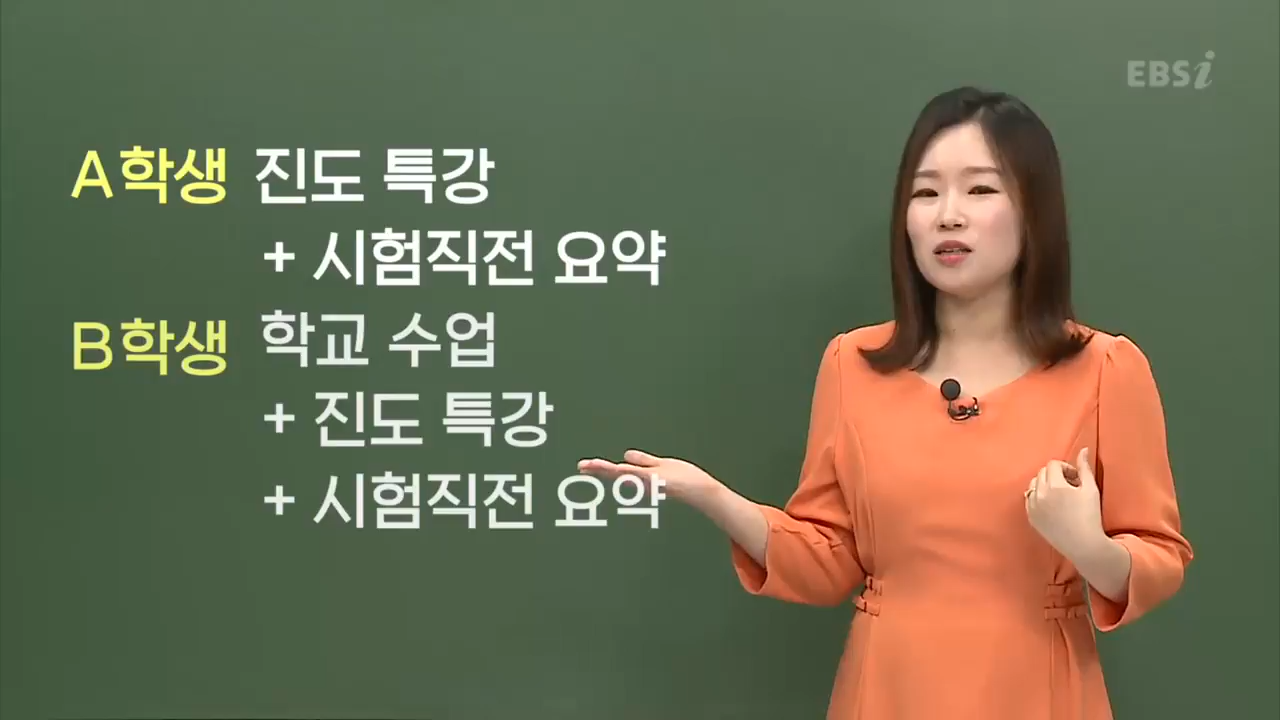 EBSi
A학생 진도 특강
+ 시험직전 요약
B학생 학교 수업
+ 진도 특강
+ 시험직전 요약